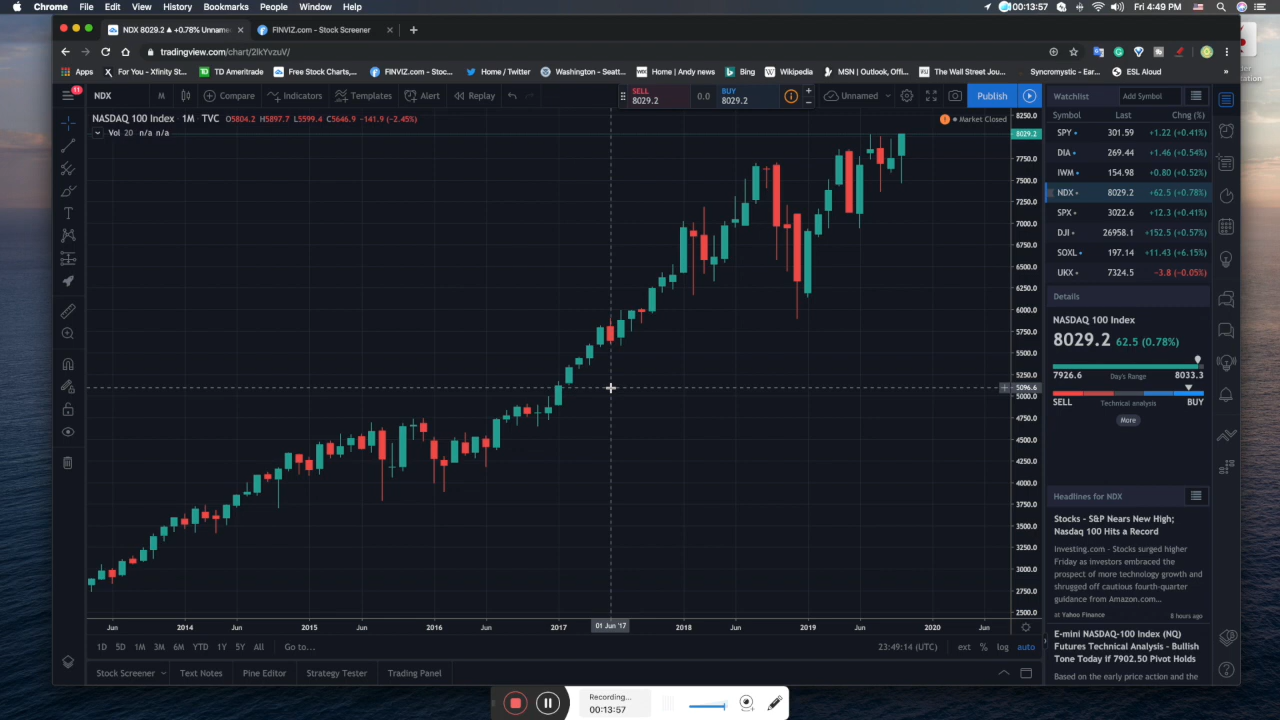 Chrome File Edit View History Bookmarks People Window Help 00:13:57 Fri 4:49 PM
NDX 8029.2 ▲ +0.78% Unnam × FINVIZ.com - Stock Screener × +
tradingview.com/chart/2lkYvzuV/
Apps For You - Xfinity St... TD Ameritrade Free Stock Charts,... FINVIZ.com - Stoc... Home / Twitter Washington - Seatt... Home | Andy news Bing Wikipedia MSN | Outlook, Offi... The Wall Street Jou... Syncromystic - Ear... ESL Aloud »
11 NDX M Compare Indicators Templates Alert Replay SELL 8029.2 0.0 BUY 8029.2 Unnamed Publish
NASDAQ 100 Index · 1M · TVC O5804.2 H5897.7 L5599.4 C5646.9 -141.9 (-2.45%)
Vol 20 n/a n/a
Market Closed
8250.0
8029.2
7750.0
7500.0
7250.0
7000.0
6750.0
6500.0
6250.0
6000.0
5750.0
5500.0
5250.0
5096.6
5000.0
4750.0
4500.0
4250.0
4000.0
3750.0
3500.0
3250.0
3000.0
2750.0
2500.0
Jun 2014 Jun 2015 Jun 2016 Jun 2017 01 Jun '17 2018 Jun 2019 Jun 2020 Jun
1D 5D 1M 3M 6M YTD 1Y 5Y All Go to... 23:49:14 (UTC) ext % log auto
Stock Screener Text Notes Pine Editor Strategy Tester Trading Panel
Watchlist Add Symbol
Symbol Last Chng (%)
SPY 301.59 +1.22 (+0.41%)
DIA 269.44 +1.46 (+0.54%)
IWM 154.98 +0.80 (+0.52%)
NDX 8029.2 +62.5 (+0.78%)
SPX 3022.6 +12.3 (+0.41%)
DJI 26958.1 +152.5 (+0.57%)
SOXL 197.14 +11.43 (+6.15%)
UKX 7324.5 −3.8 (−0.05%)
Details
NASDAQ 100 Index
8029.2 62.5 (0.78%)
7926.6 Day's Range 8033.3
SELL Technical analysis BUY
More
Headlines for NDX
Stocks - S&P Nears New High;
Nasdaq 100 Hits a Record
Investing.com - Stocks surged higher
Friday as investors embraced the
prospect of more technology growth and
shrugged off cautious fourth-quarter
guidance from Amazon.com...
at Yahoo Finance 8 hours ago
E-mini NASDAQ-100 Index (NQ)
Futures Technical Analysis - Bullish
Tone Today If 7902.50 Pivot Holds
Based on the early price action and the
Recording...
00:13:57